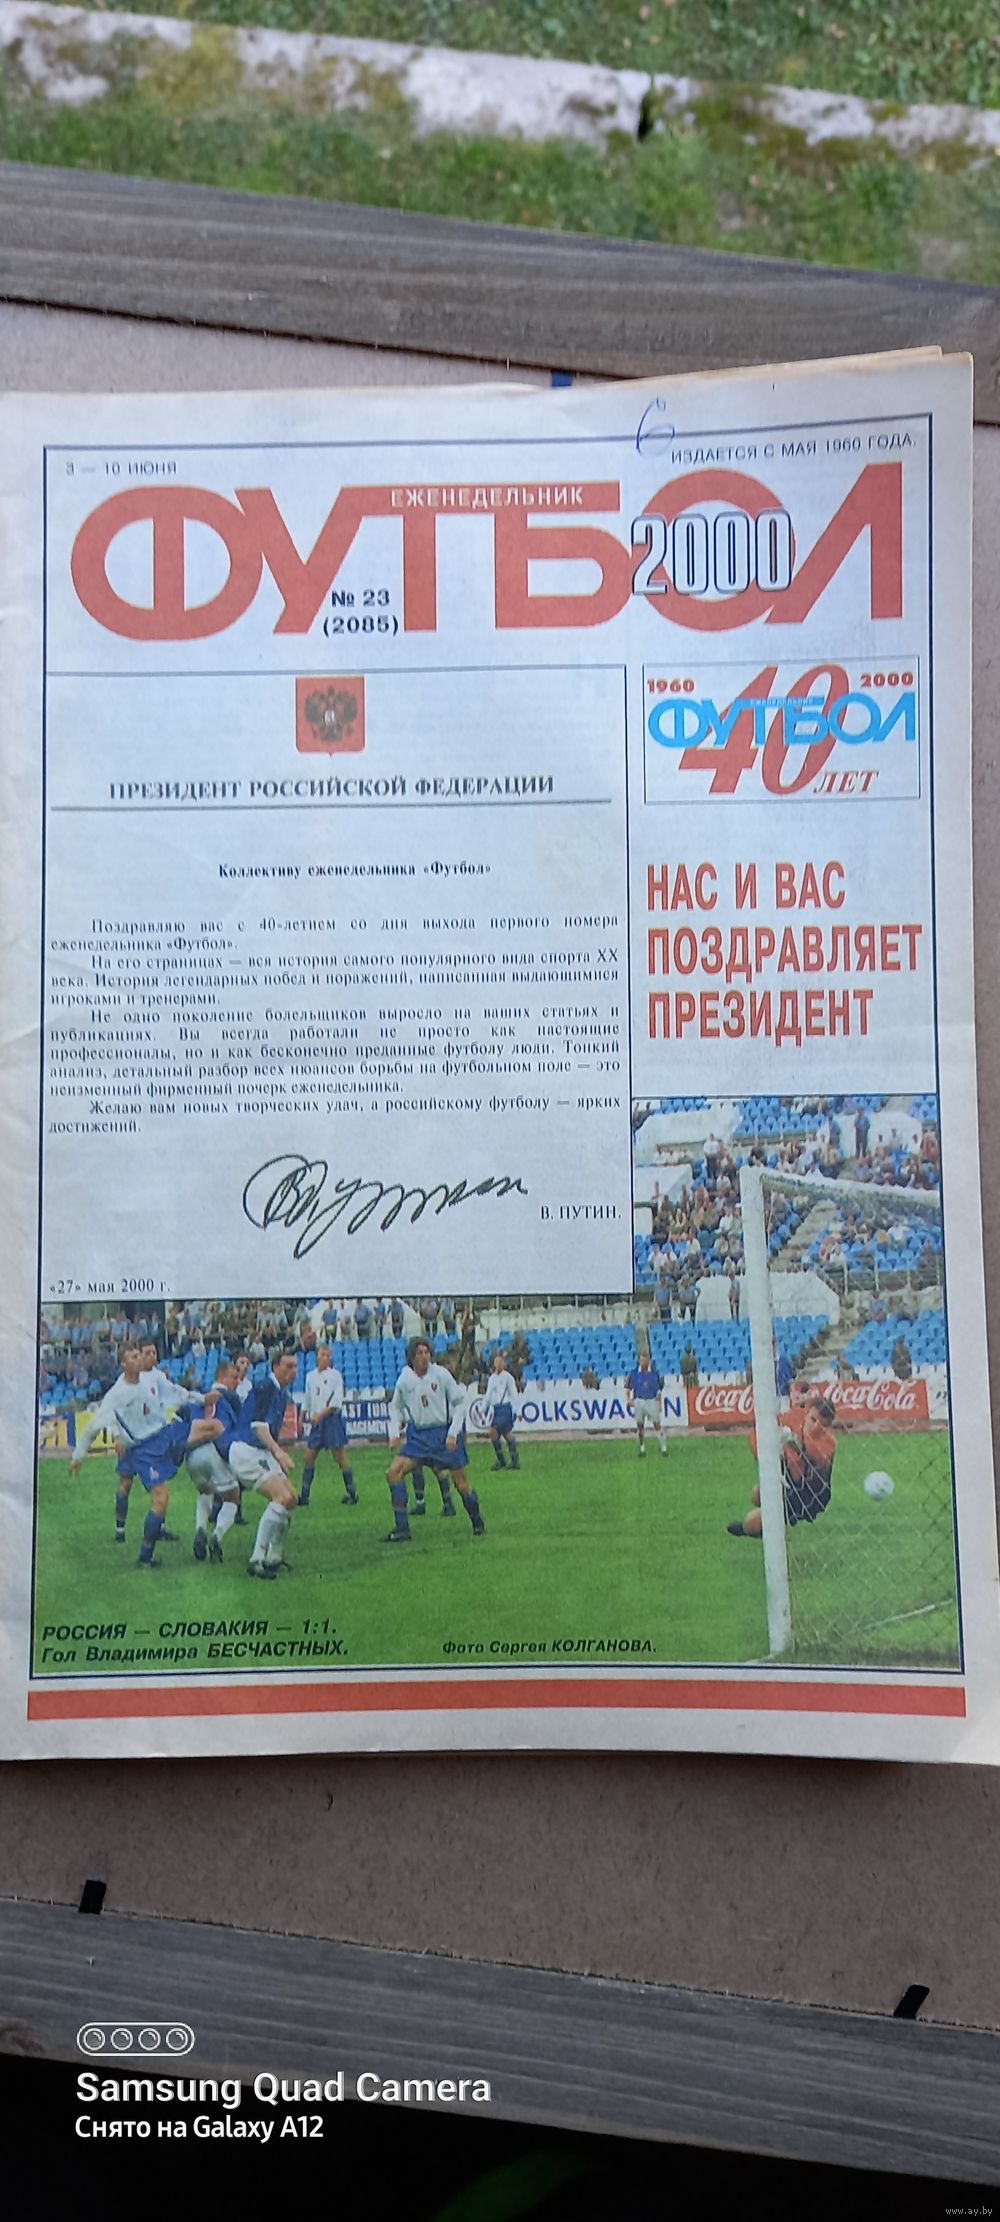 6
3 — 10 ИЮНЯ
ИЗДАЕТСЯ С МАЯ 1960 ГОДА.
ФУТБОЛ
ЕЖЕНЕДЕЛЬНИК
2000
№ 23
(2085)
1960 2000
ФУТБОЛ
ЕЖЕНЕДЕЛЬНИК
40 ЛЕТ
ПРЕЗИДЕНТ РОССИЙСКОЙ ФЕДЕРАЦИИ
Коллективу еженедельника «Футбол»
Поздравляю вас с 40-летием со дня выхода первого номера
еженедельника «Футбол».
На его страницах — вся история самого популярного вида спорта XX
века. История легендарных побед и поражений, написанная выдающимися
игроками и тренерами.
Не одно поколение болельщиков выросло на ваших статьях и
публикациях. Вы всегда работали не просто как настоящие
профессионалы, но и как бесконечно преданные футболу люди. Тонкий
анализ, детальный разбор всех нюансов борьбы на футбольном поле — это
неизменный фирменный почерк еженедельника.
Желаю вам новых творческих удач, а российскому футболу — ярких
достижений.
В. ПУТИН.
«27» мая 2000 г.
НАС И ВАС
ПОЗДРАВЛЯЕТ
ПРЕЗИДЕНТ
OLKSWAGEN
Coca-Cola
Coca-Cola
РОССИЯ — СЛОВАКИЯ — 1:1.
Гол Владимира БЕСЧАСТНЫХ.
Фото Сергея КОЛГАНОВА.
Samsung Quad Camera
Снято на Galaxy A12
www.ay.by